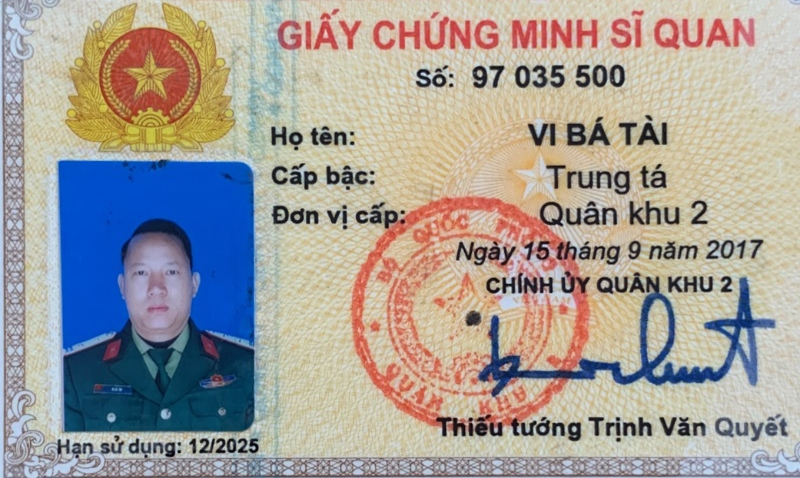 GIẤY CHỨNG MINH SĨ QUAN
Số: 97 035 500
Họ tên: VI BÁ TÀI
Cấp bậc: Trung tá
Đơn vị cấp: Quân khu 2
Ngày 15 tháng 9 năm 2017
CHÍNH ỦY QUÂN KHU 2
BỘ QUỐC
QUÂN
Thiếu tướng Trịnh Văn Quyết
Hạn sử dụng: 12/2025